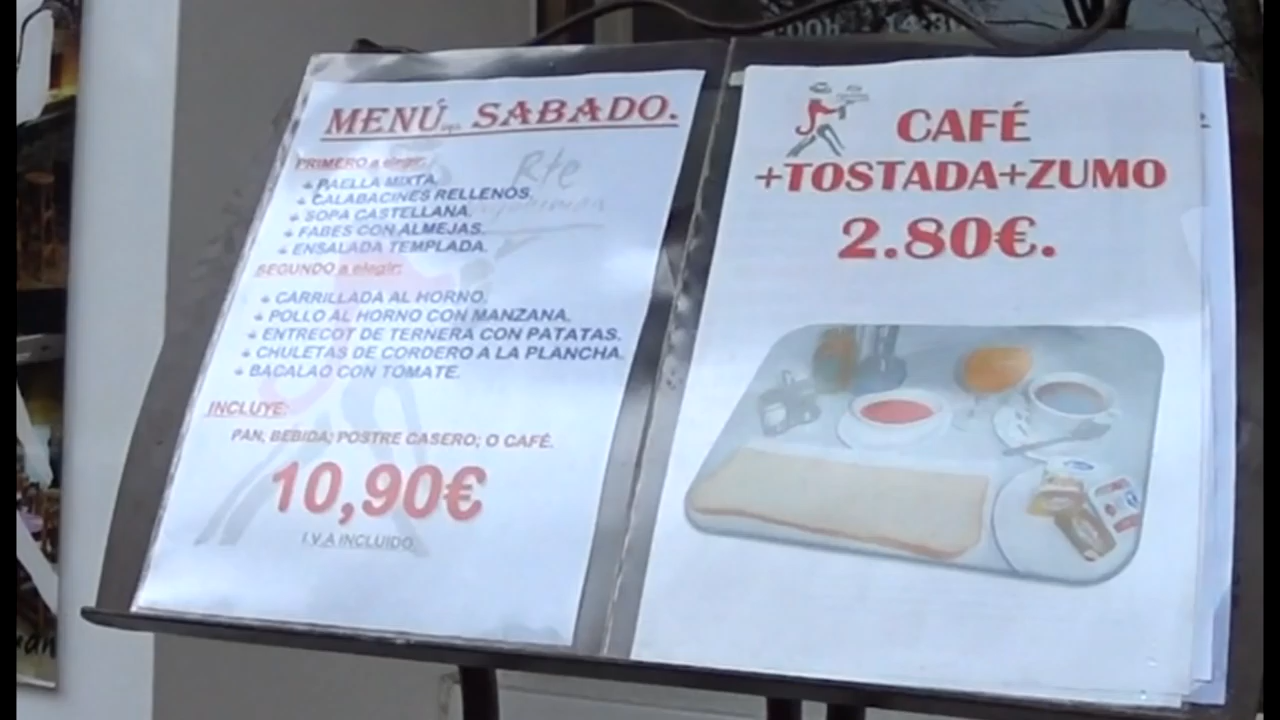 MENÚ SABADO.
PRIMERO a elegir:
PAELLA MIXTA.
CALABACINES RELLENOS.
SOPA CASTELLANA.
FABES CON ALMEJAS.
ENSALADA TEMPLADA.
SEGUNDO a elegir:
CARRILLADA AL HORNO.
POLLO AL HORNO CON MANZANA.
ENTRECOT DE TERNERA CON PATATAS.
CHULETAS DE CORDERO A LA PLANCHA.
BACALAO CON TOMATE.
INCLUYE:
PAN; BEBIDA; POSTRE CASERO; O CAFÉ.
10,90€
I.V.A INCLUIDO
Rte
CAFÉ
+TOSTADA+ZUMO
2.80€.